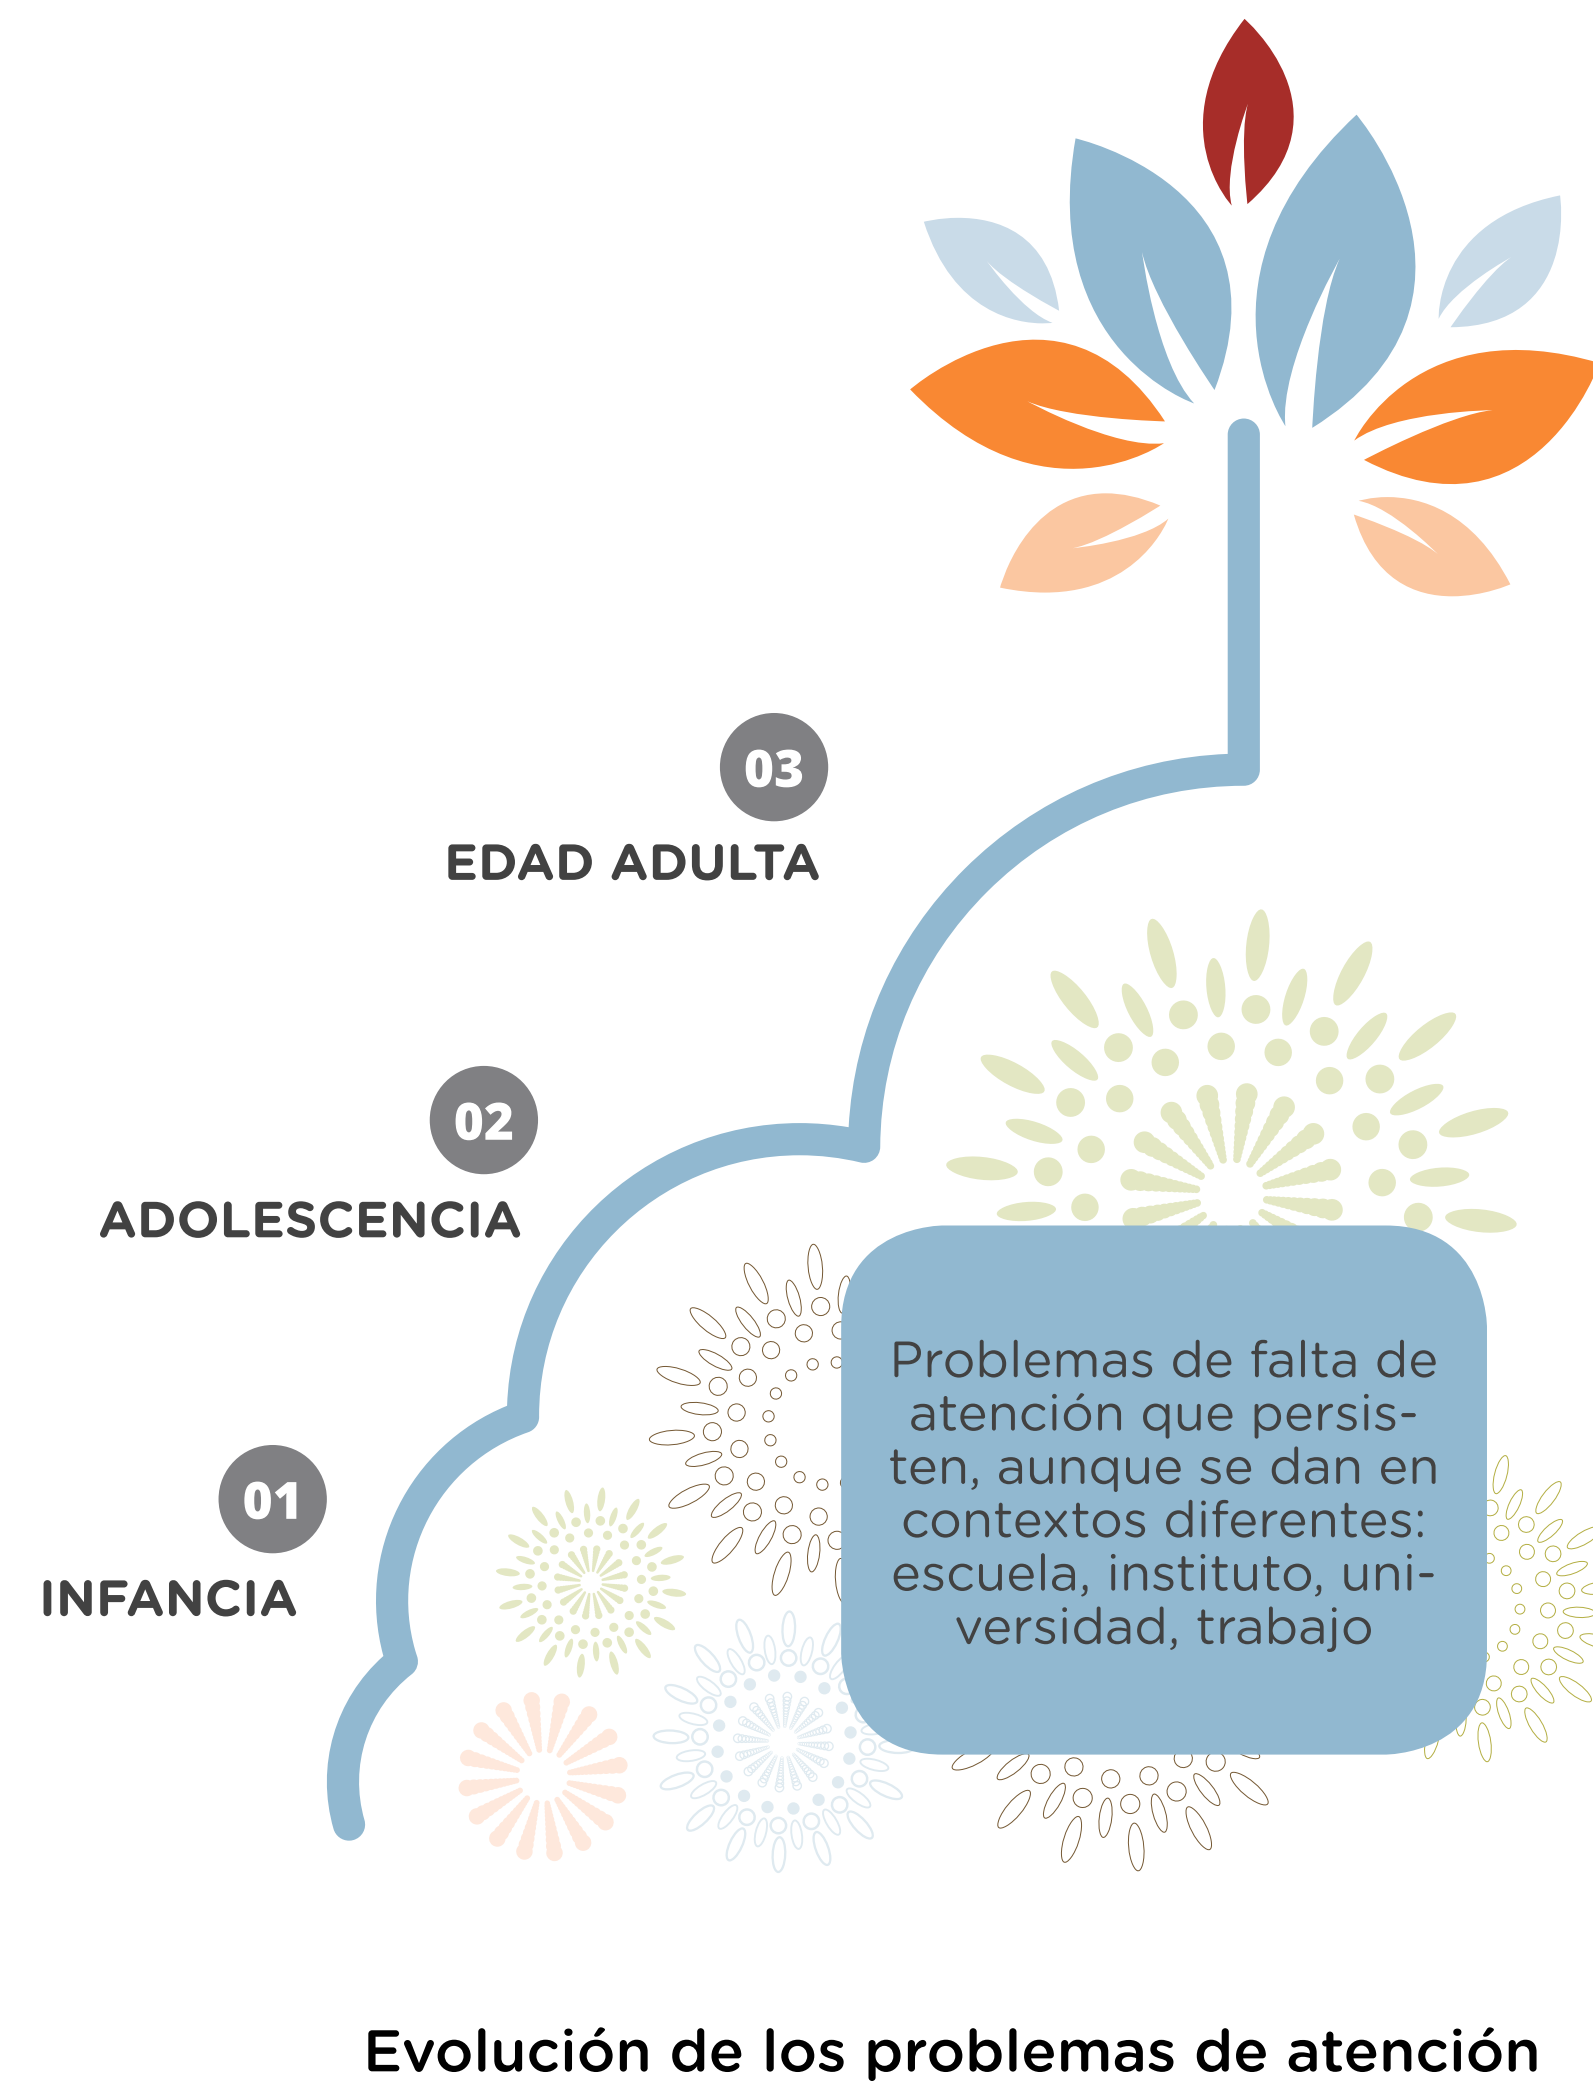 03
EDAD ADULTA
02
ADOLESCENCIA
01
INFANCIA
Problemas de falta de
atención que persis-
ten, aunque se dan en
contextos diferentes:
escuela, instituto, uni-
versidad, trabajo
Evolución de los problemas de atención